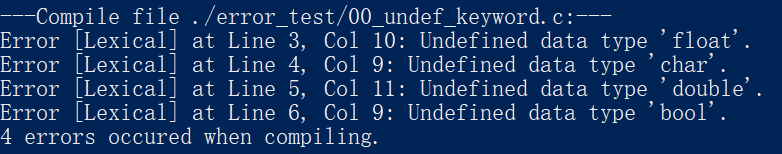 ---Compile file ./error_test/00_undef_keyword.c:---
Error [Lexical] at Line 3, Col 10: Undefined data type 'float'.
Error [Lexical] at Line 4, Col 9: Undefined data type 'char'.
Error [Lexical] at Line 5, Col 11: Undefined data type 'double'.
Error [Lexical] at Line 6, Col 9: Undefined data type 'bool'.
4 errors occured when compiling.